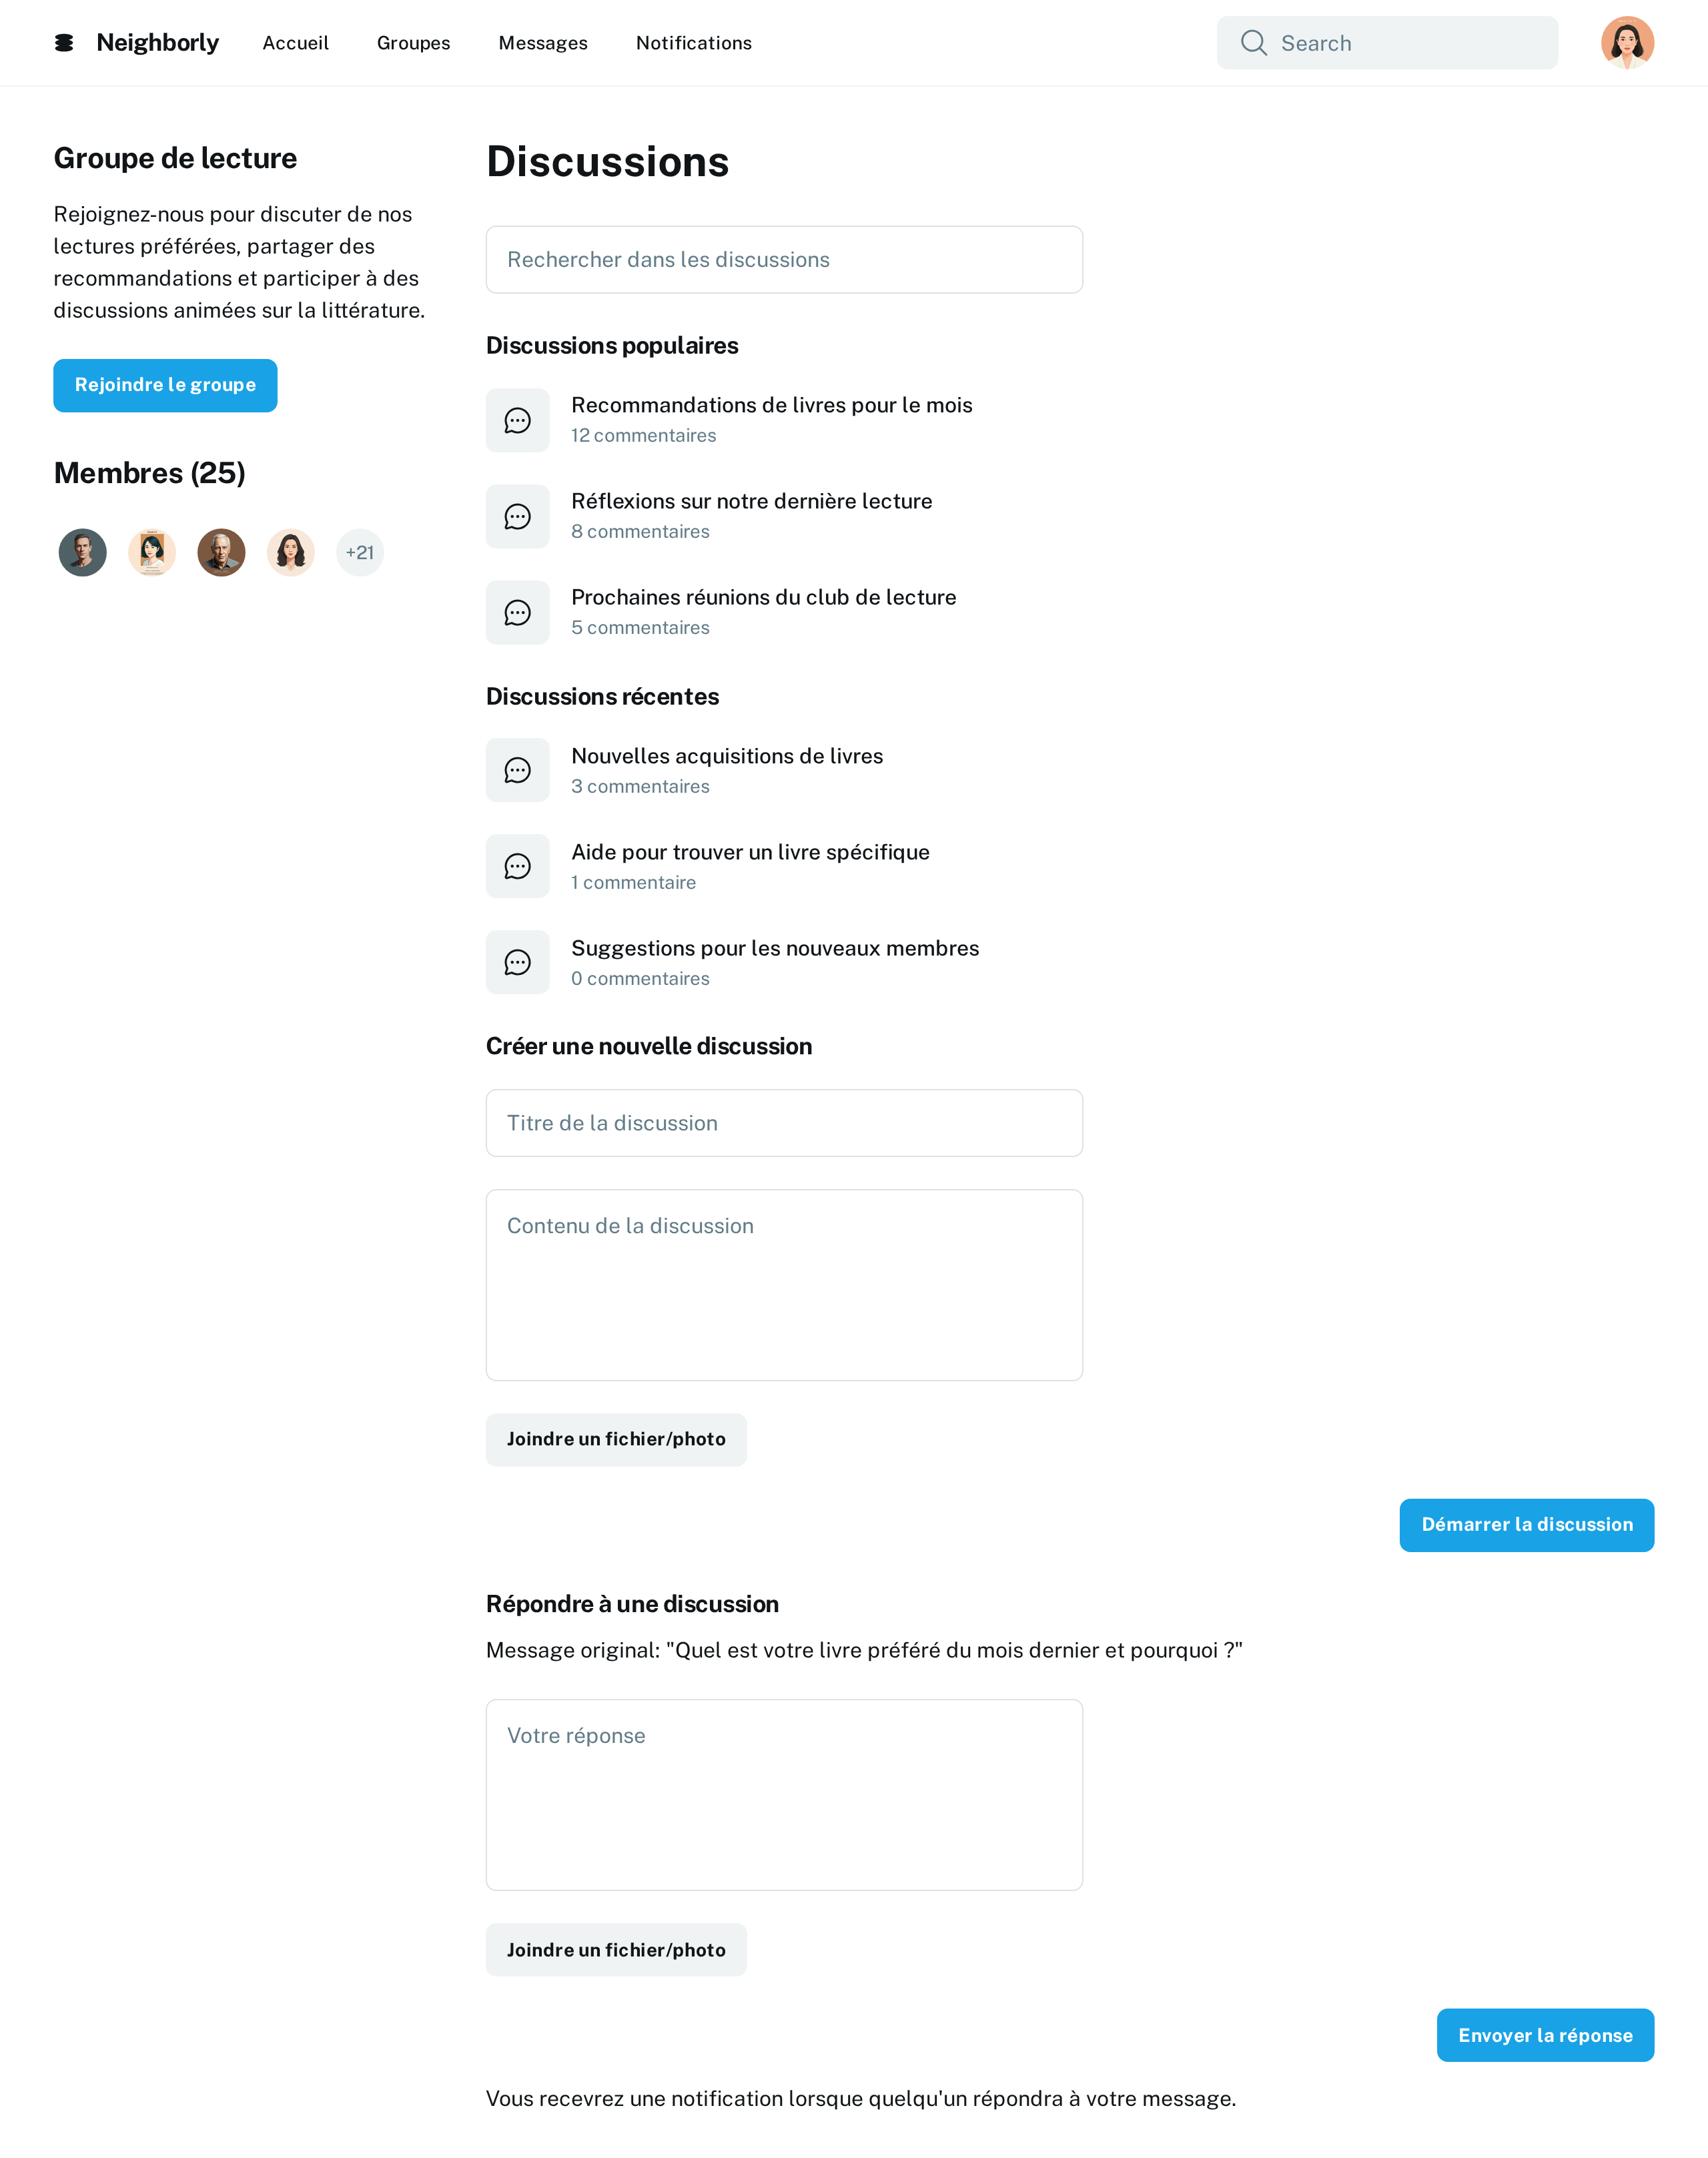 Neighborly
Accueil
Groupes
Messages
Notifications
Search
Groupe de lecture
Rejoignez-nous pour discuter de nos
lectures préférées, partager des
recommandations et participer à des
discussions animées sur la littérature.
Rejoindre le groupe
Membres (25)
+21
Discussions
Rechercher dans les discussions
Discussions populaires
Recommandations de livres pour le mois
12 commentaires
Réflexions sur notre dernière lecture
8 commentaires
Prochaines réunions du club de lecture
5 commentaires
Discussions récentes
Nouvelles acquisitions de livres
3 commentaires
Aide pour trouver un livre spécifique
1 commentaire
Suggestions pour les nouveaux membres
0 commentaires
Créer une nouvelle discussion
Titre de la discussion
Contenu de la discussion
Joindre un fichier/photo
Démarrer la discussion
Répondre à une discussion
Message original: "Quel est votre livre préféré du mois dernier et pourquoi ?"
Votre réponse
Joindre un fichier/photo
Envoyer la réponse
Vous recevrez une notification lorsque quelqu'un répondra à votre message.